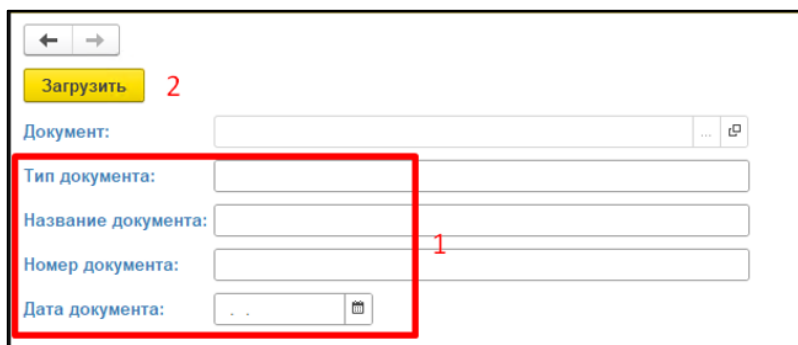 Загрузить 2
Документ: ...
Тип документа:
Название документа:
1
Номер документа:
Дата документа: . .